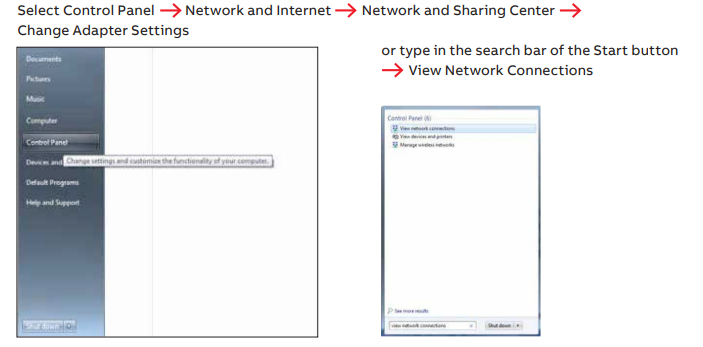 Select Control Panel → Network and Internet → Network and Sharing Center →
Change Adapter Settings
Documents
Pictures
Music
Computer
Control Panel
Devices and
Change settings and customize the functionality of your computer.
Default Programs
Help and Support
Shut down
or type in the search bar of the Start button
→ View Network Connections
Control Panel (6)
View network connections
View devices and printers
Manage wireless networks
See more results
view network connections
Shut down